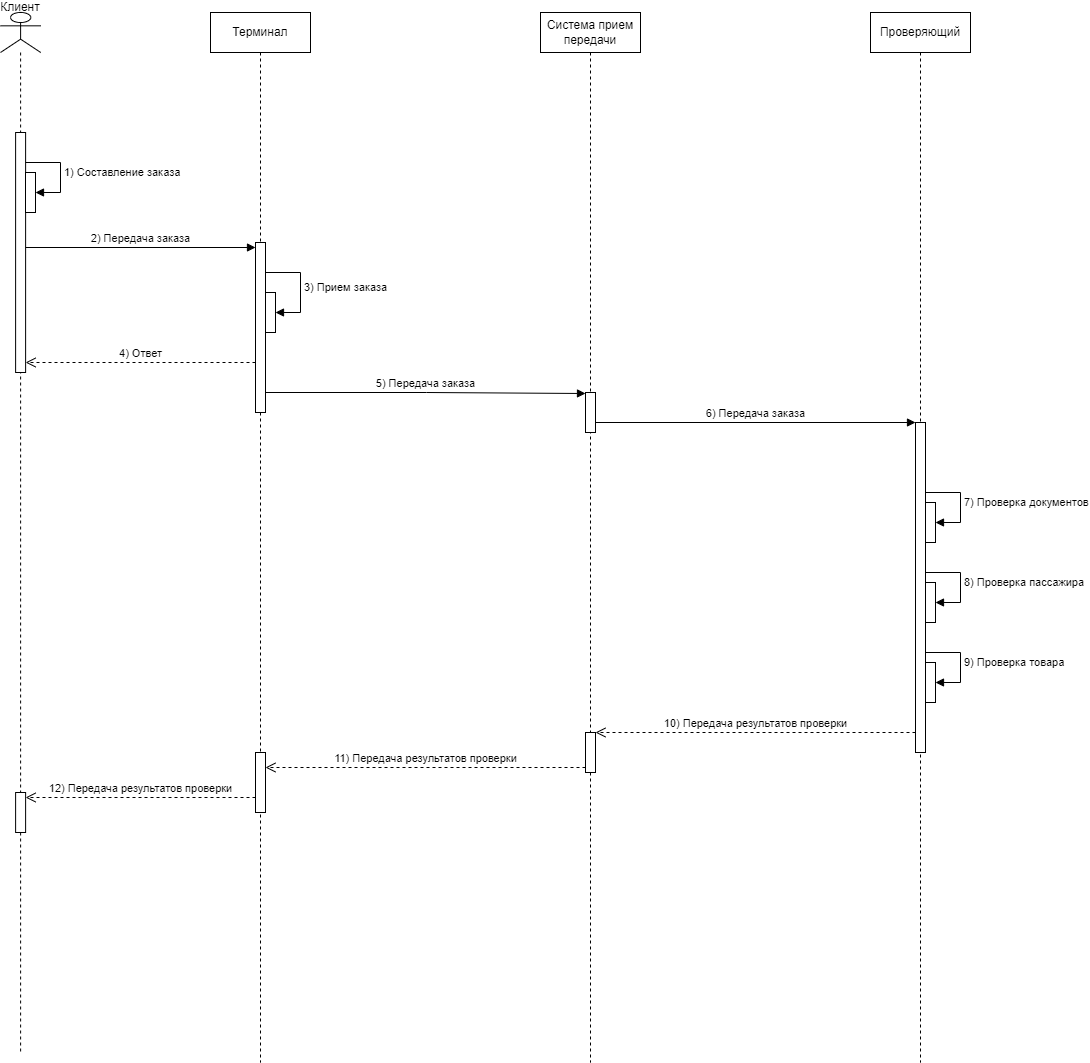 Клиент
Терминал
Система прием
передачи
Проверяющий
1) Составление заказа
2) Передача заказа
3) Прием заказа
4) Ответ
5) Передача заказа
6) Передача заказа
7) Проверка документов
8) Проверка пассажира
9) Проверка товара
10) Передача результатов проверки
11) Передача результатов проверки
12) Передача результатов проверки